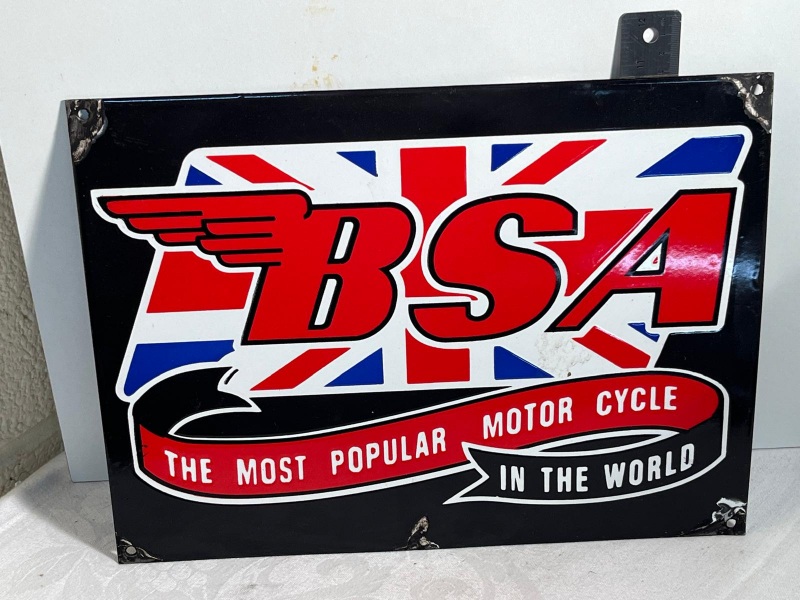 BSA
THE MOST POPULAR MOTOR CYCLE
IN THE WORLD